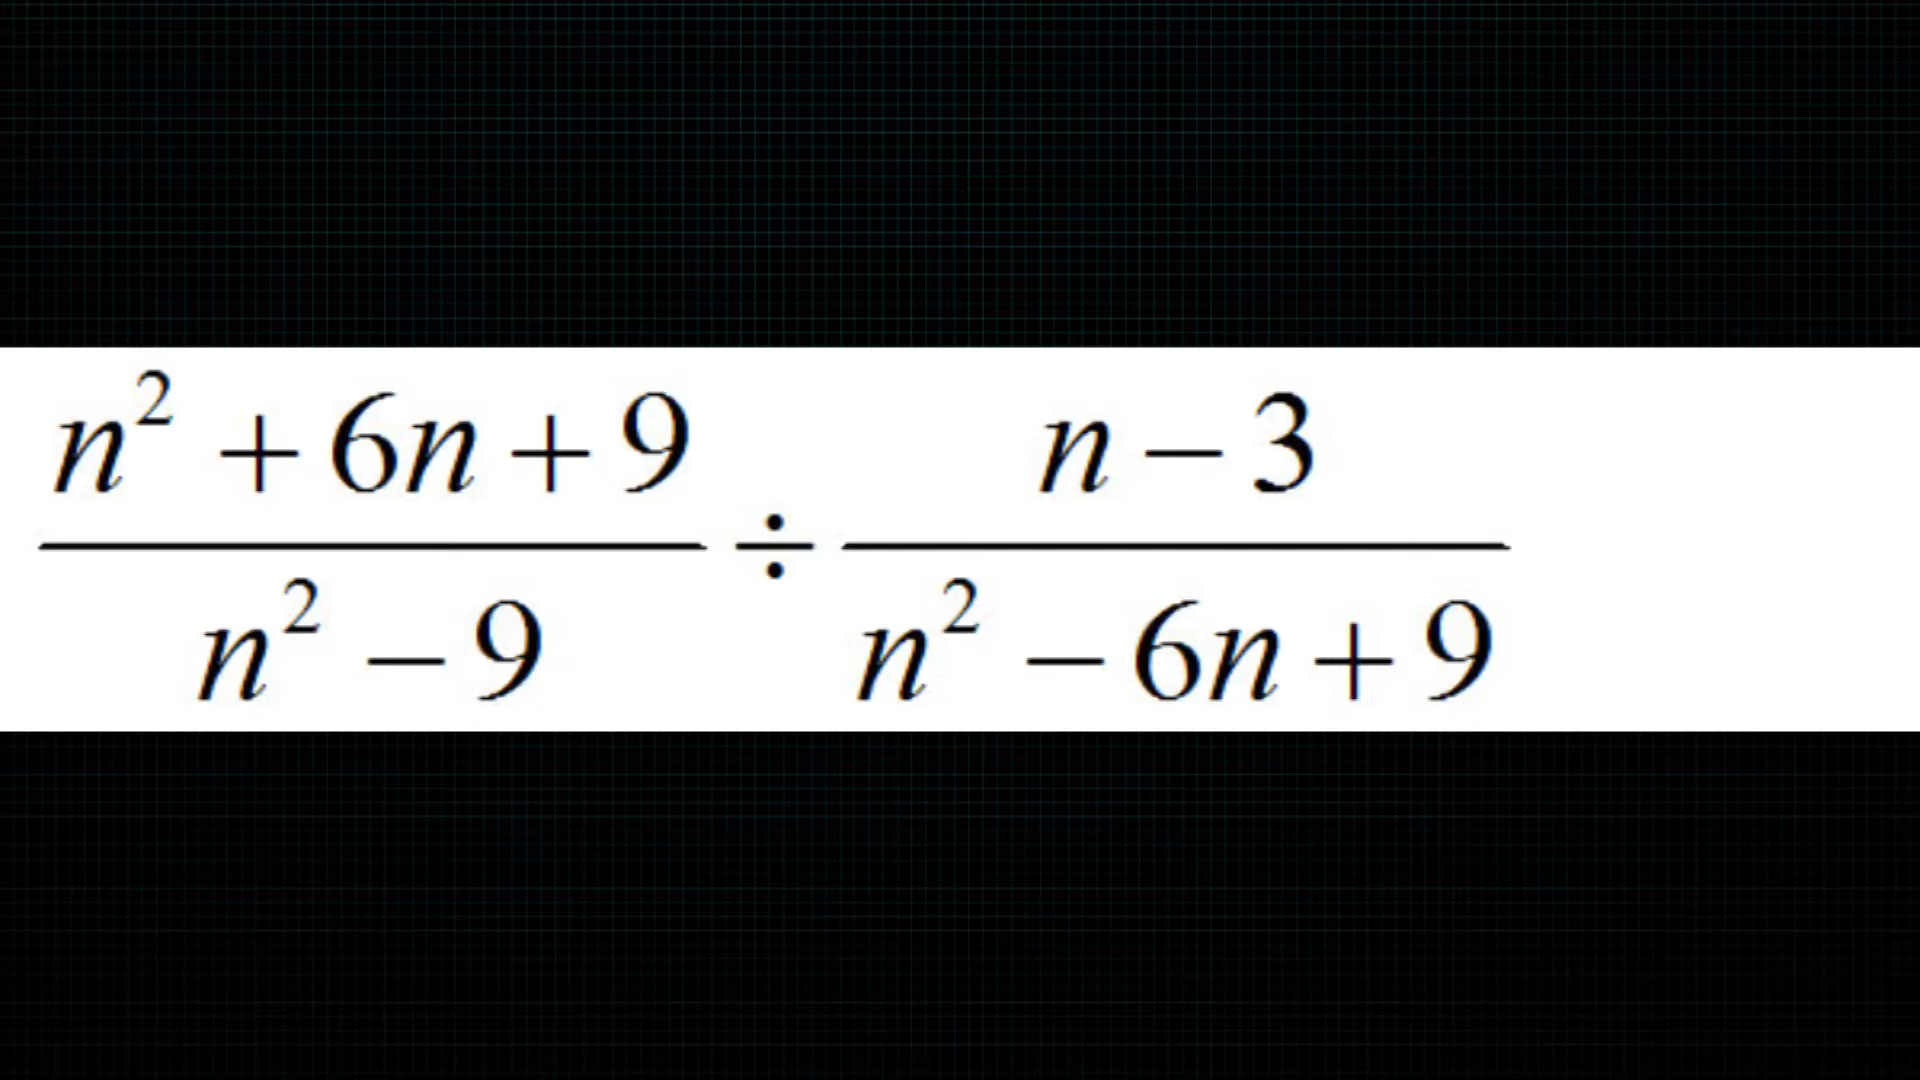 n² + 6n + 9 / n² − 9 ÷ n − 3 / n² − 6n + 9